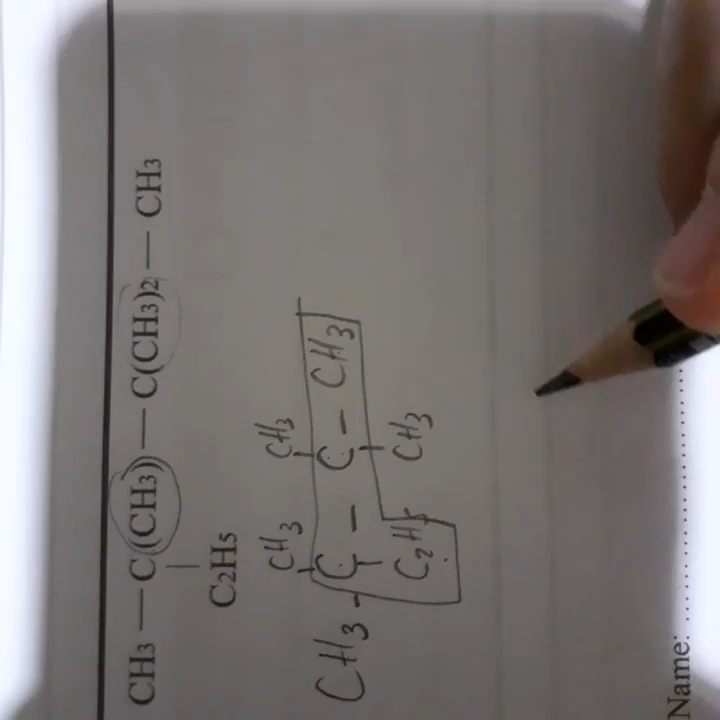 CH3 — C(CH3) — C(CH3)2 — CH3
C2H5
CH3 CH3
CH3 - C - C - CH3
C2H5 CH3
Name: ....................